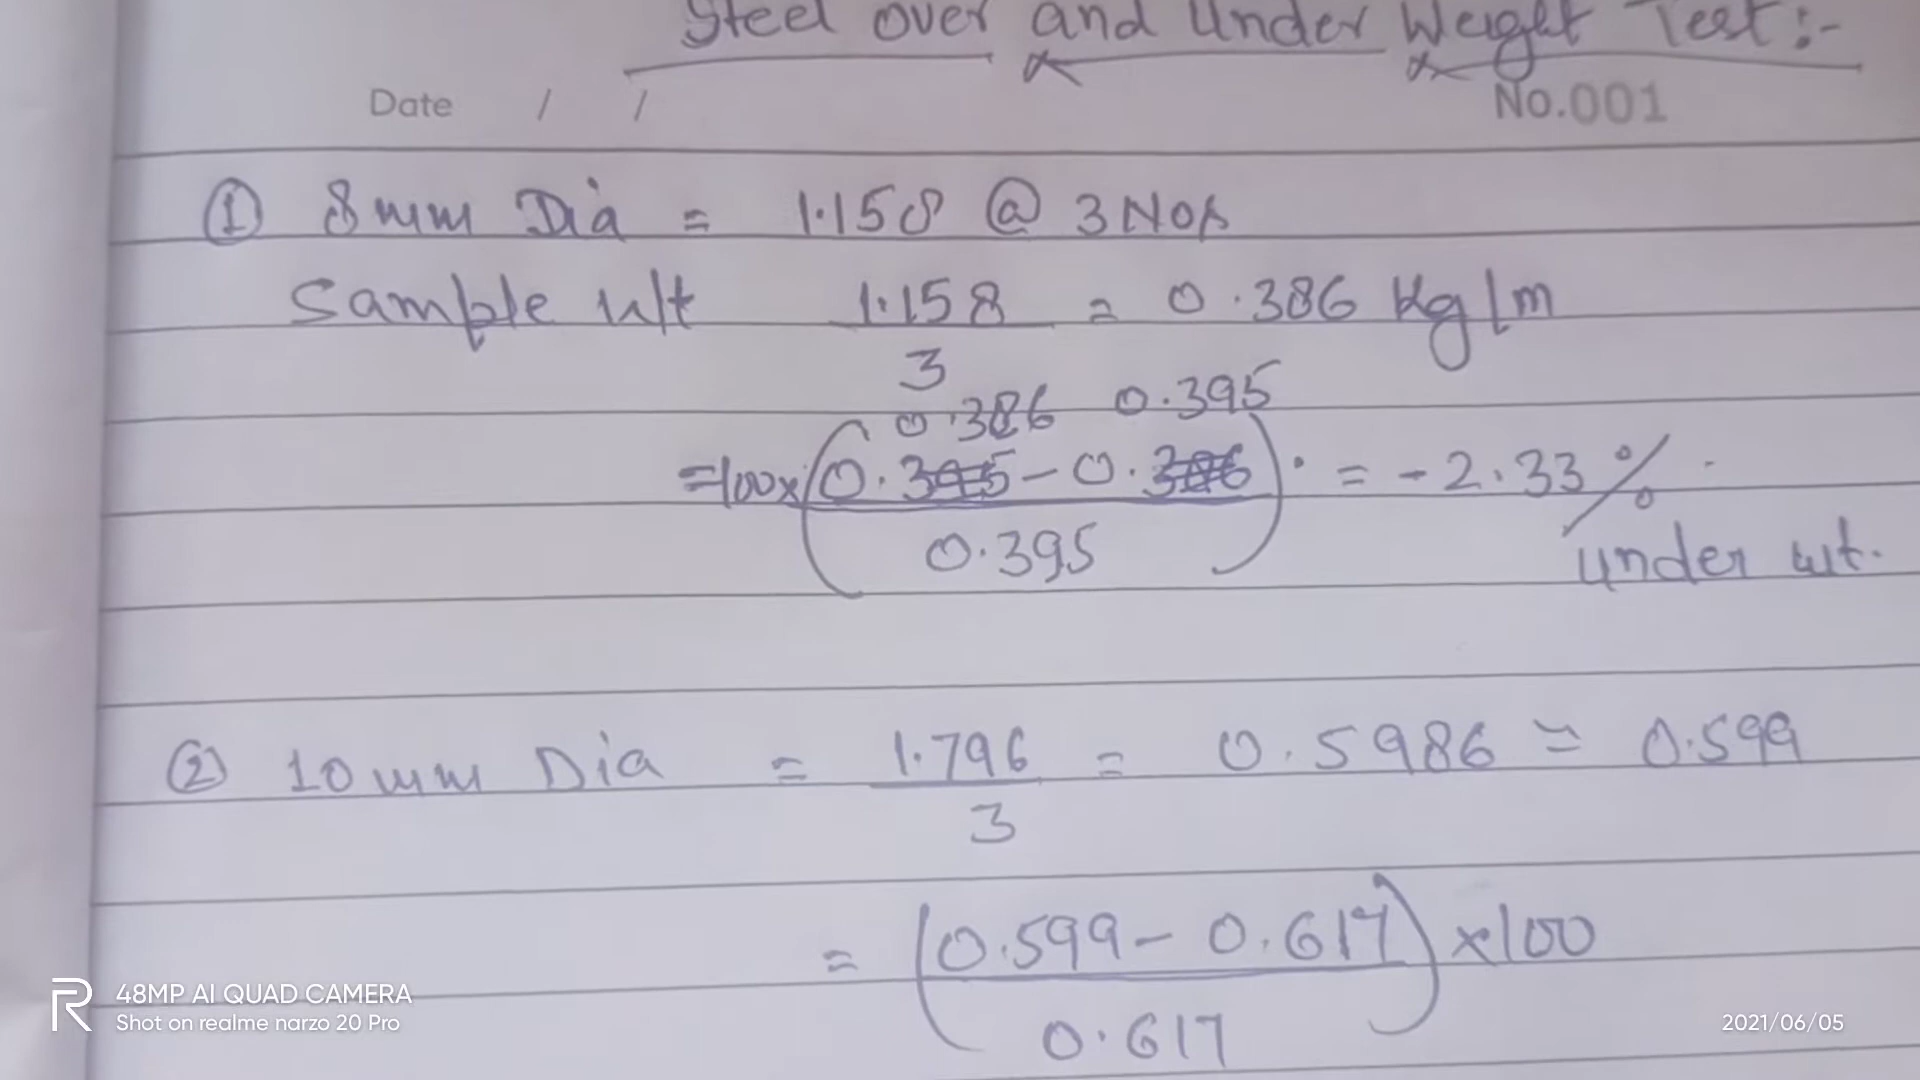 Steel over and Under Weight Test :-
Date / /
No.001
① 8mm Dia = 1.158 @ 3 Nos
Sample wt 1.158 = 0.386 kg/m
3
0.386 0.395
=100x(0.395-0.386) = -2.33%.
0.395
under wt.
② 10mm Dia = 1.796 = 0.5986 ≈ 0.599
3
= (0.599 - 0.617) x100
0.617
48MP AI QUAD CAMERA
Shot on realme narzo 20 Pro
2021/06/05